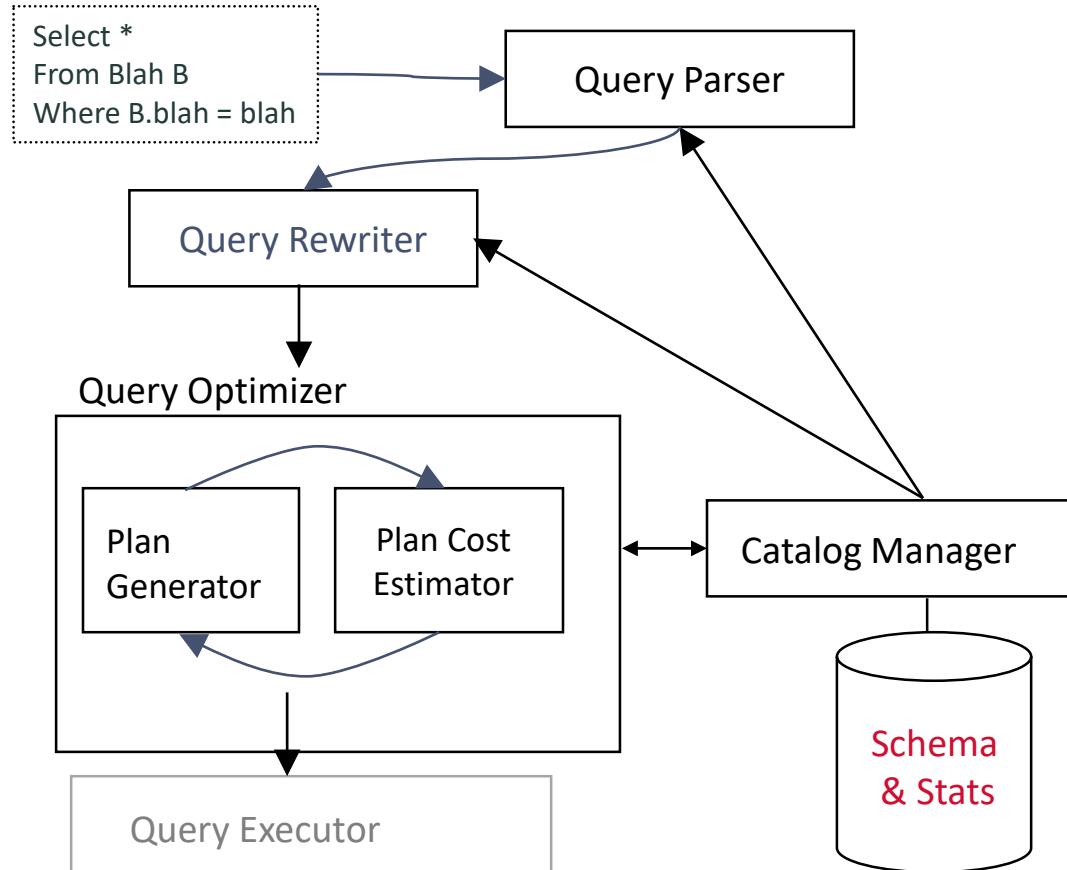 Select *
From Blah B
Where B.blah = blah
Query Parser
Query Rewriter
Query Optimizer
Plan
Generator
Plan Cost
Estimator
Catalog Manager
Schema
& Stats
Query Executor